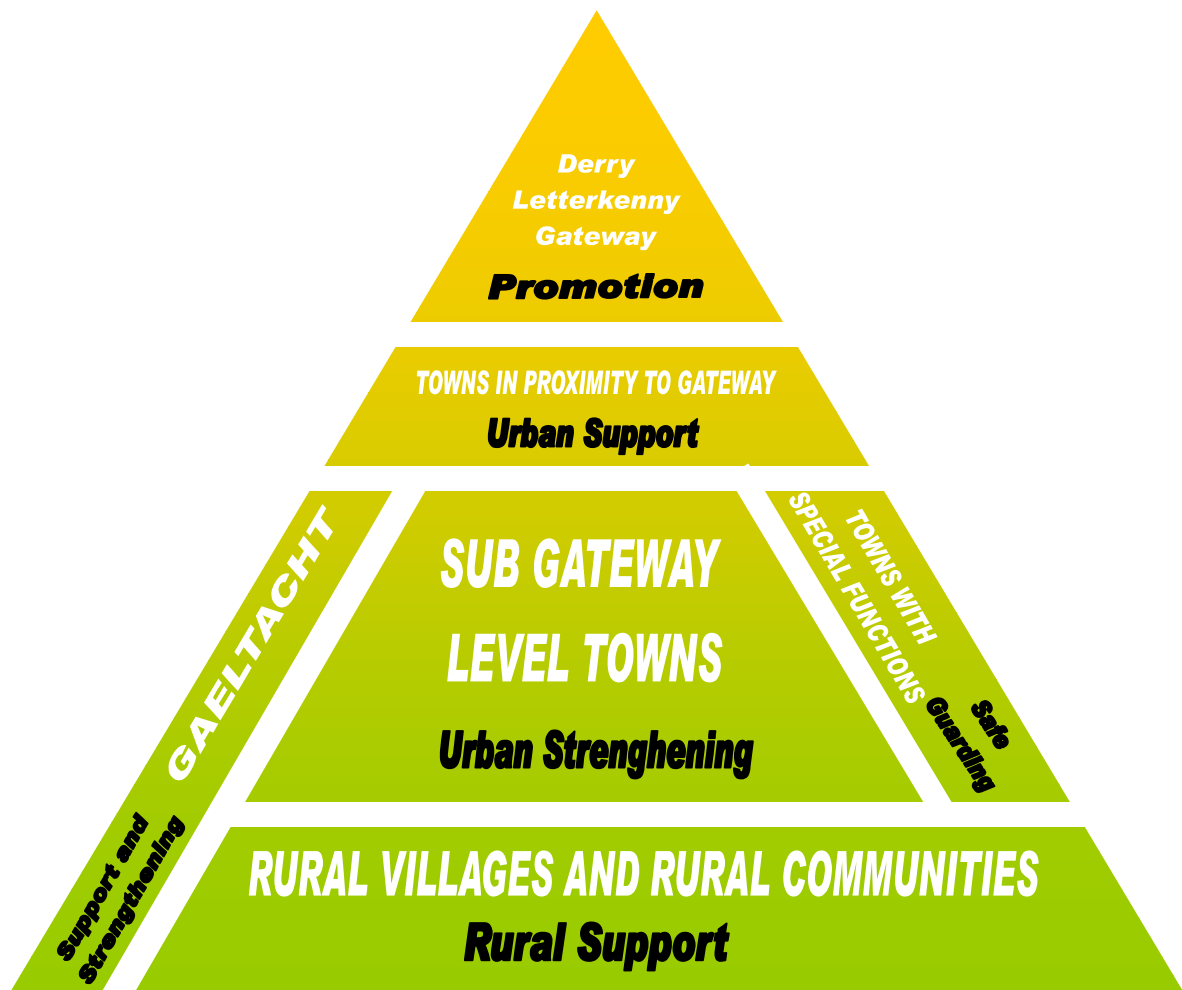 Derry
Letterkenny
Gateway
Promotion
TOWNS IN PROXIMITY TO GATEWAY
Urban Support
GAELTACHT
Support and
Strengthening
SUB GATEWAY
LEVEL TOWNS
Urban Strenghening
TOWNS WITH
SPECIAL FUNCTIONS
Safe
Guarding
RURAL VILLAGES AND RURAL COMMUNITIES
Rural Support